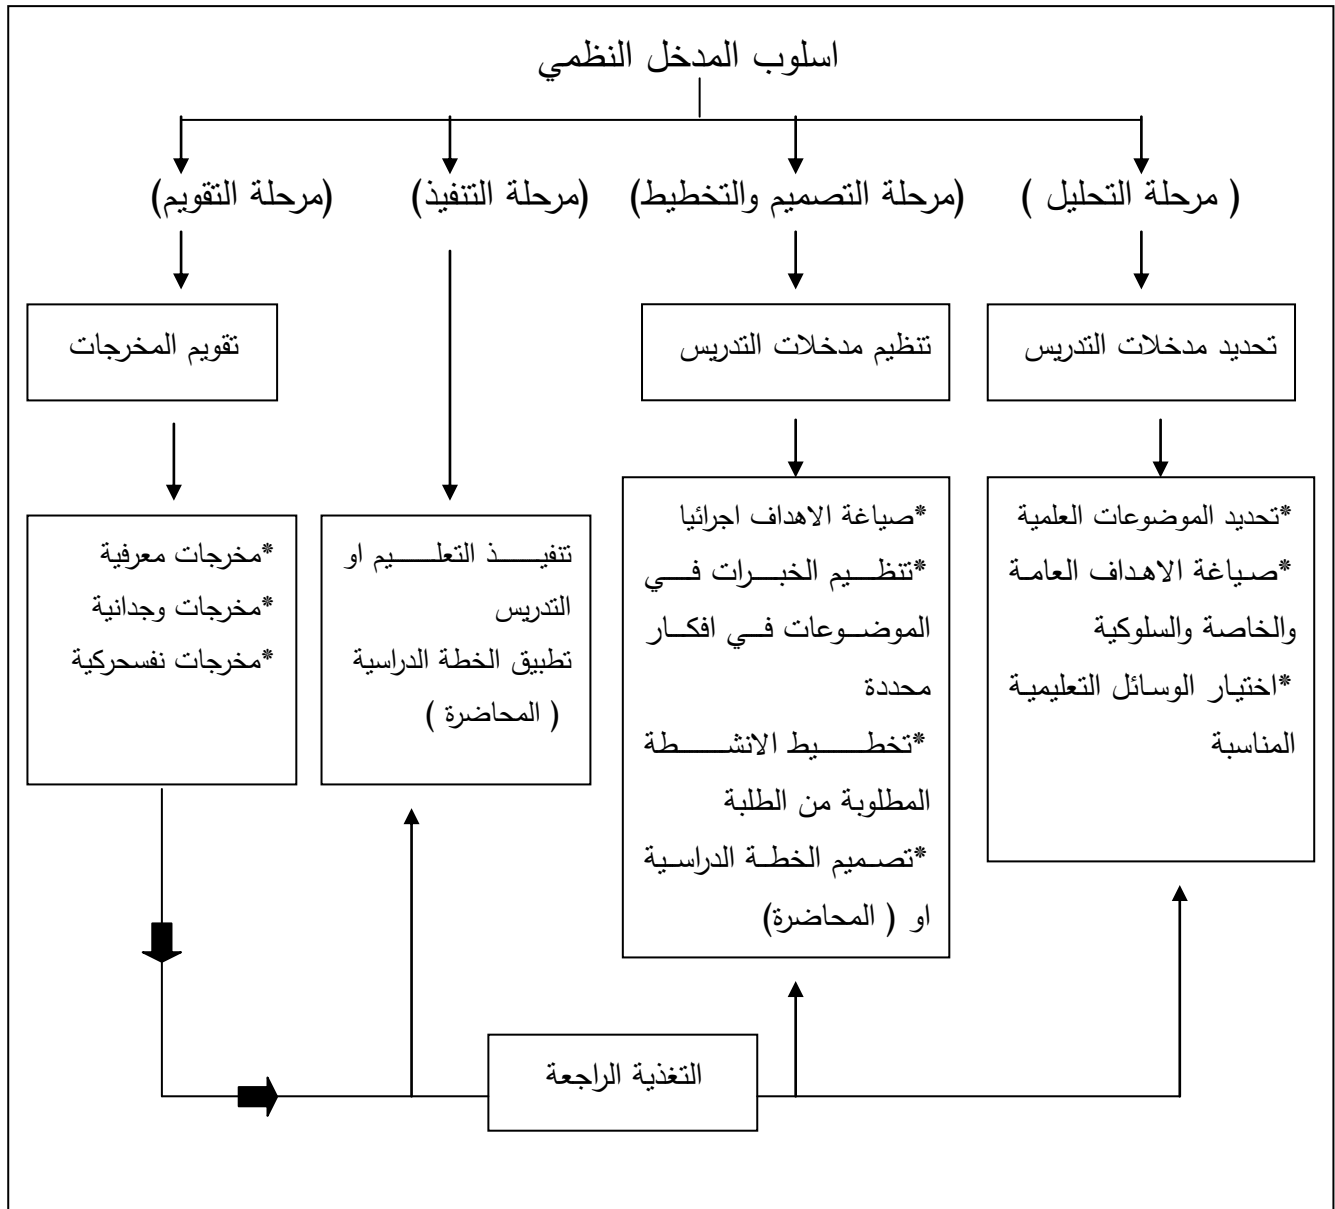 اسلوب المدخل النظمي
( مرحلة التحليل )
(مرحلة التصميم والتخطيط)
(مرحلة التنفيذ)
(مرحلة التقويم)
تحديد مدخلات التدريس
تنظيم مدخلات التدريس
تقويم المخرجات
*تحديد الموضوعات العلمية
*صياغة الاهداف العامة
والخاصة والسلوكية
*اختيار الوسائل التعليمية
المناسبة
*صياغة الاهداف اجرائيا
*تنظيم الخبرات في
الموضوعات في افكار
محددة
*تخطيط الانشطة
المطلوبة من الطلبة
*تصميم الخطة الدراسية
او ( المحاضرة)
تنفيذ التعليم او
التدريس
تطبيق الخطة الدراسية
( المحاضرة )
*مخرجات معرفية
*مخرجات وجدانية
*مخرجات نفسحركية
التغذية الراجعة